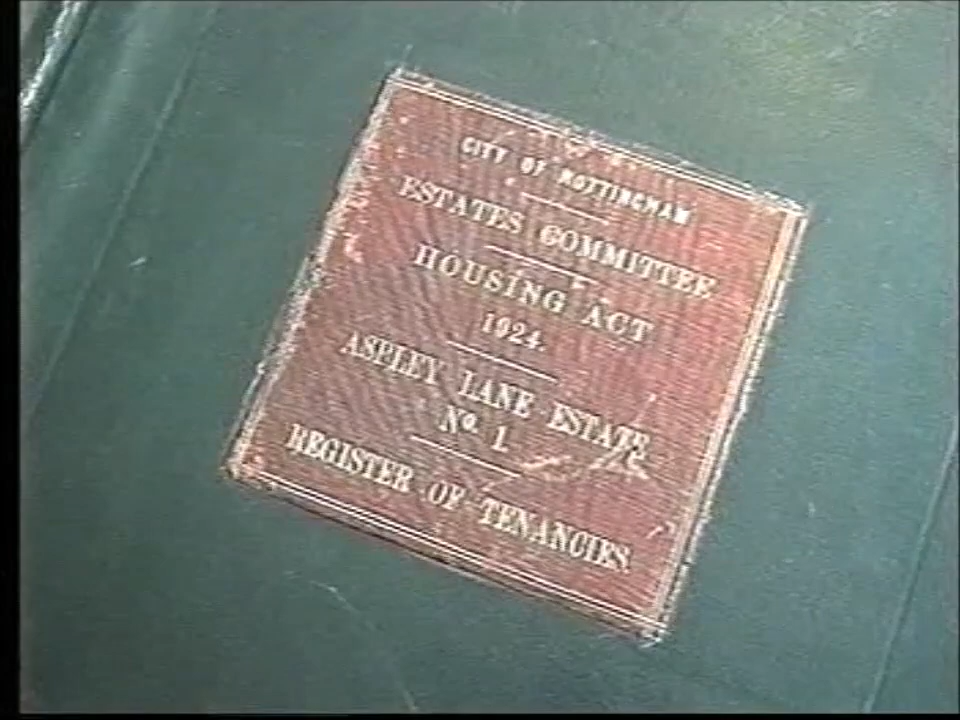 CITY OF NOTTINGHAM
ESTATES COMMITTEE
HOUSING ACT
1924.
ASPLEY LANE ESTATE
No. 1.
REGISTER OF TENANCIES.